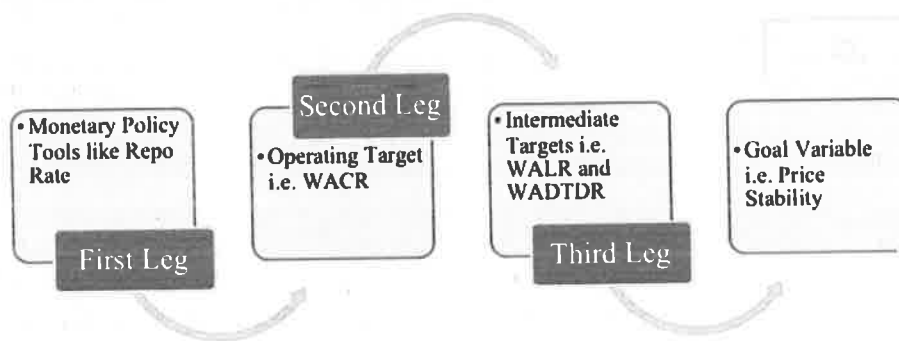 • Monetary Policy
Tools like Repo
Rate
First Leg
Second Leg
• Operating Target
i.e. WACR
• Intermediate
Targets i.e.
WALR and
WADTDR
Third Leg
• Goal Variable
i.e. Price
Stability